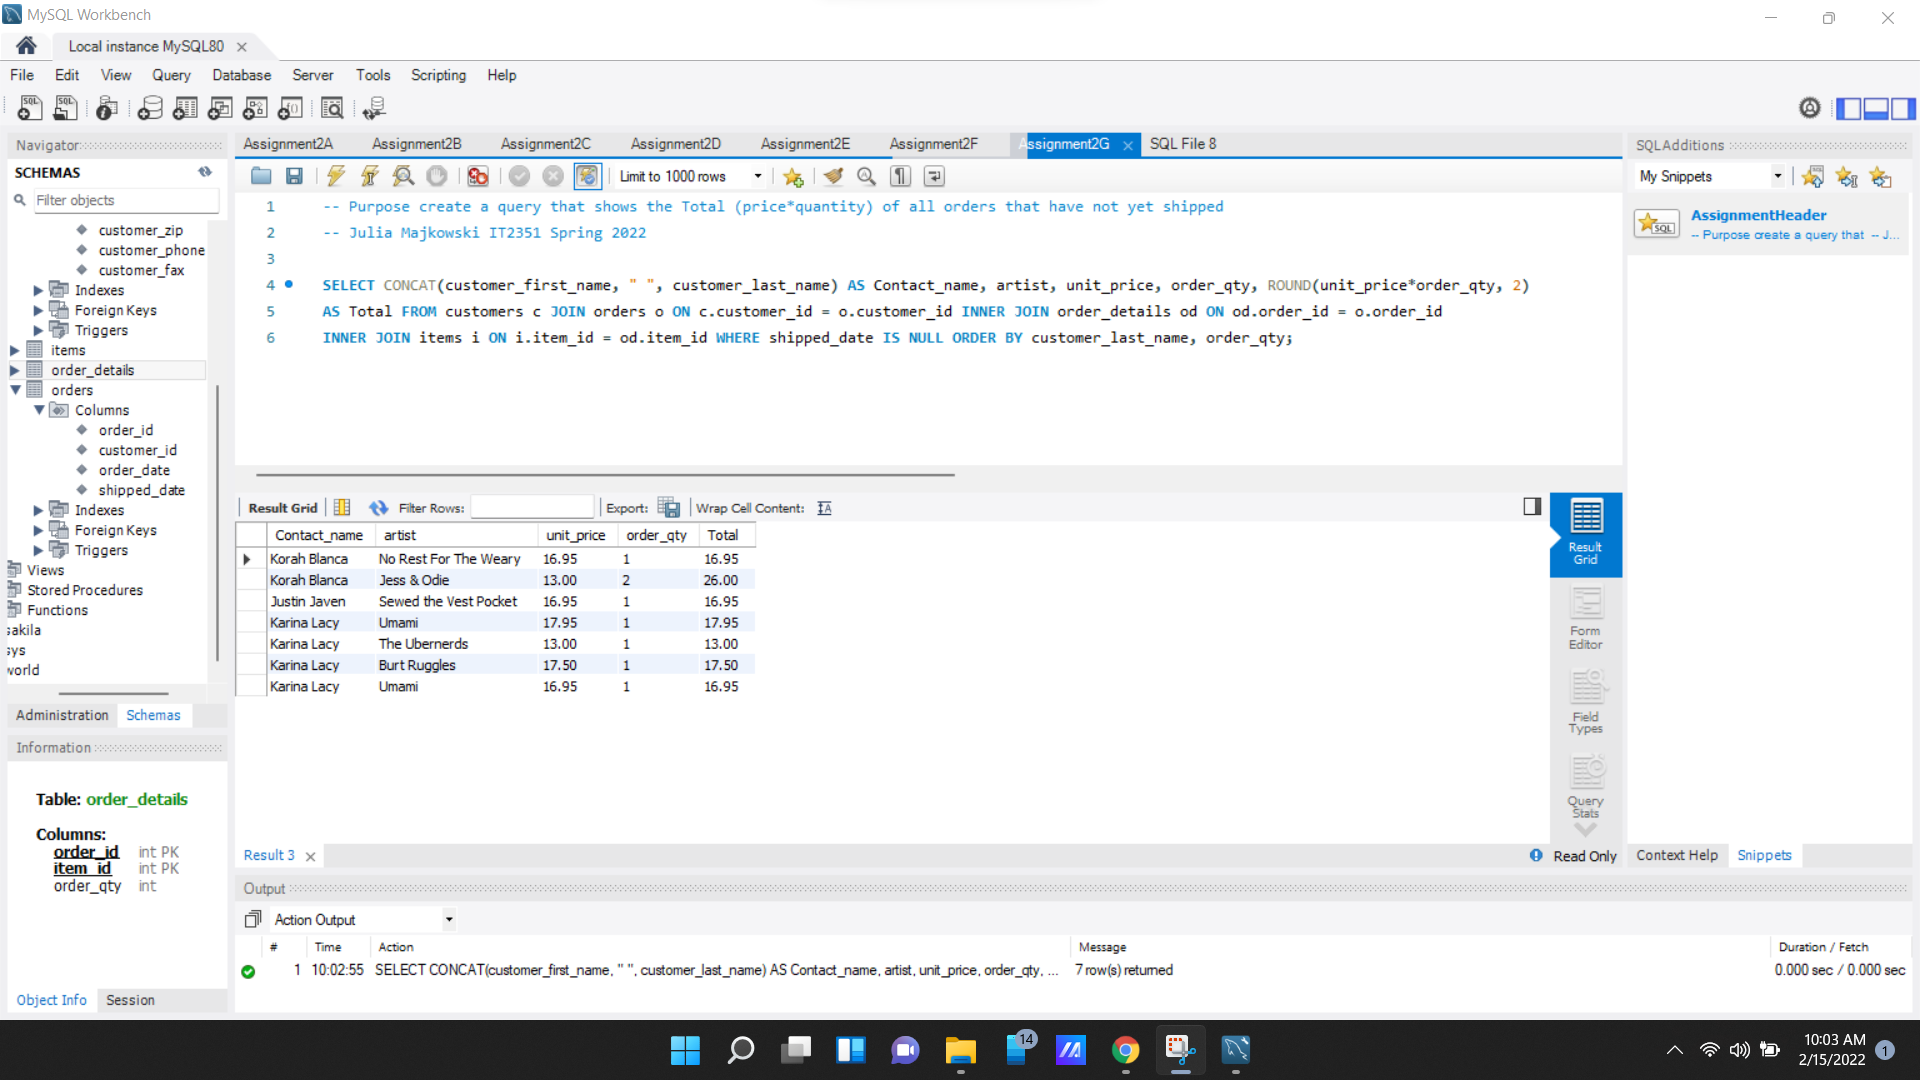 MySQL Workbench
Local instance MySQL80
File Edit View Query Database Server Tools Scripting Help
Navigator
SCHEMAS
Filter objects
customer_zip
customer_phone
customer_fax
Indexes
Foreign Keys
Triggers
items
order_details
orders
Columns
order_id
customer_id
order_date
shipped_date
Indexes
Foreign Keys
Triggers
Views
Stored Procedures
Functions
sakila
sys
world
Administration Schemas
Information
Table: order_details
Columns:
order_id int PK
item_id int PK
order_qty int
Object Info Session
Assignment2A Assignment2B Assignment2C Assignment2D Assignment2E Assignment2F Assignment2G SQL File 8
Limit to 1000 rows
1 -- Purpose create a query that shows the Total (price*quantity) of all orders that have not yet shipped
2 -- Julia Majkowski IT2351 Spring 2022
3
4 SELECT CONCAT(customer_first_name, " ", customer_last_name) AS Contact_name, artist, unit_price, order_qty, ROUND(unit_price*order_qty, 2)
5 AS Total FROM customers c JOIN orders o ON c.customer_id = o.customer_id INNER JOIN order_details od ON od.order_id = o.order_id
6 INNER JOIN items i ON i.item_id = od.item_id WHERE shipped_date IS NULL ORDER BY customer_last_name, order_qty;
Result Grid Filter Rows: Export: Wrap Cell Content:
Contact_name artist unit_price order_qty Total
Korah Blanca No Rest For The Weary 16.95 1 16.95
Korah Blanca Jess & Odie 13.00 2 26.00
Justin Javen Sewed the Vest Pocket 16.95 1 16.95
Karina Lacy Umami 17.95 1 17.95
Karina Lacy The Ubernerds 13.00 1 13.00
Karina Lacy Burt Ruggles 17.50 1 17.50
Karina Lacy Umami 16.95 1 16.95
Result Grid
Form Editor
Field Types
Query Stats
Result 3
Read Only
SQLAdditions
My Snippets
SQL
AssignmentHeader
-- Purpose create a query that -- J...
Context Help Snippets
Output
Action Output
# Time Action Message Duration / Fetch
1 10:02:55 SELECT CONCAT(customer_first_name, " ", customer_last_name) AS Contact_name, artist, unit_price, order_qty, ... 7 row(s) returned 0.000 sec / 0.000 sec
14
10:03 AM
2/15/2022
1